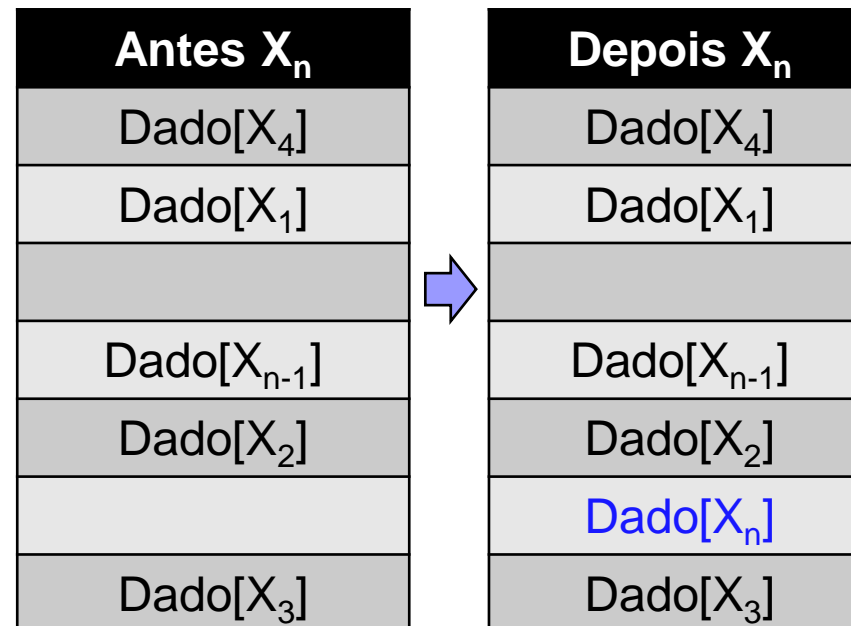 Antes Xₙ
Depois Xₙ
Dado[X₄]
Dado[X₄]
Dado[X₁]
Dado[X₁]
Dado[Xₙ₋₁]
Dado[Xₙ₋₁]
Dado[X₂]
Dado[X₂]
Dado[Xₙ]
Dado[X₃]
Dado[X₃]